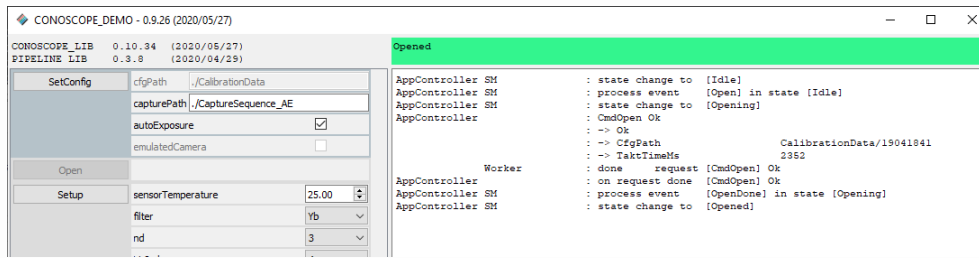 CONOSCOPE_DEMO - 0.9.26 (2020/05/27)
CONOSCOPE_LIB 0.10.34 (2020/05/27)
PIPELINE LIB 0.3.8 (2020/04/29)
Opened
SetConfig
cfgPath ./CalibrationData
capturePath ./CaptureSequence_AE
autoExposure
emulatedCamera
Open
Setup
sensorTemperature 25.00
filter Yb
nd 3
AppController SM : state change to [Idle]
AppController SM : process event [Open] in state [Idle]
AppController SM : state change to [Opening]
AppController : CmdOpen Ok
: -> Ok
: -> CfgPath CalibrationData/19041841
: -> TaktTimeMs 2352
Worker : done request [CmdOpen] Ok
AppController : on request done [CmdOpen] Ok
AppController SM : process event [OpenDone] in state [Opening]
AppController SM : state change to [Opened]